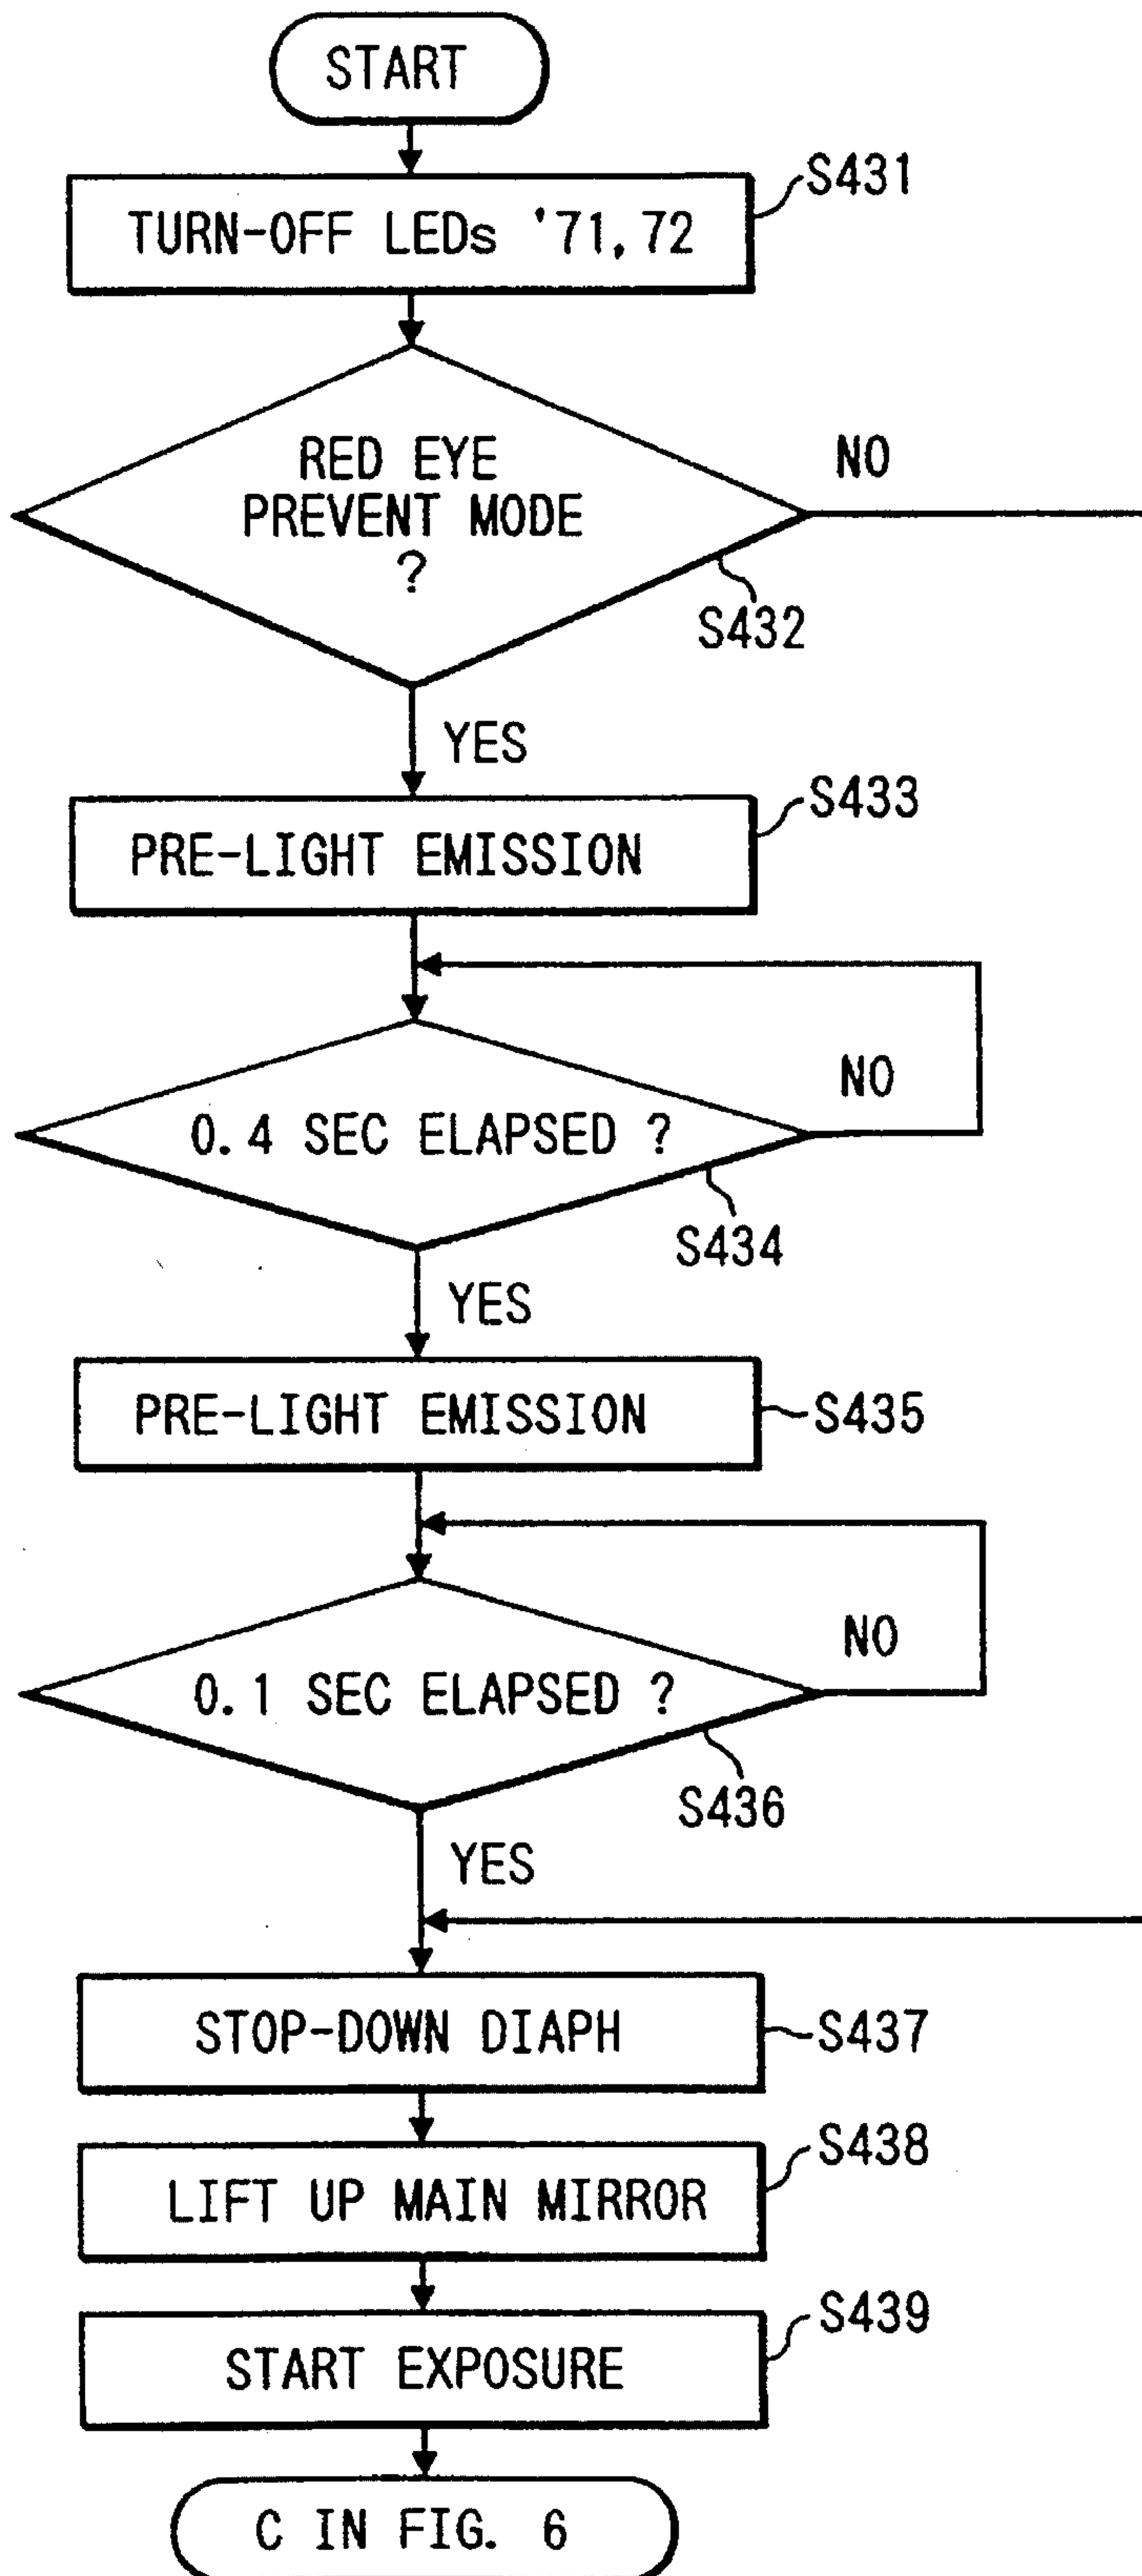 START
S431
TURN-OFF LEDs '71, 72
RED EYE
PREVENT MODE
?
NO
S432
YES
S433
PRE-LIGHT EMISSION
NO
0.4 SEC ELAPSED ?
S434
YES
PRE-LIGHT EMISSION
S435
NO
0.1 SEC ELAPSED ?
S436
YES
STOP-DOWN DIAPH
S437
S438
LIFT UP MAIN MIRROR
S439
START EXPOSURE
C IN FIG. 6